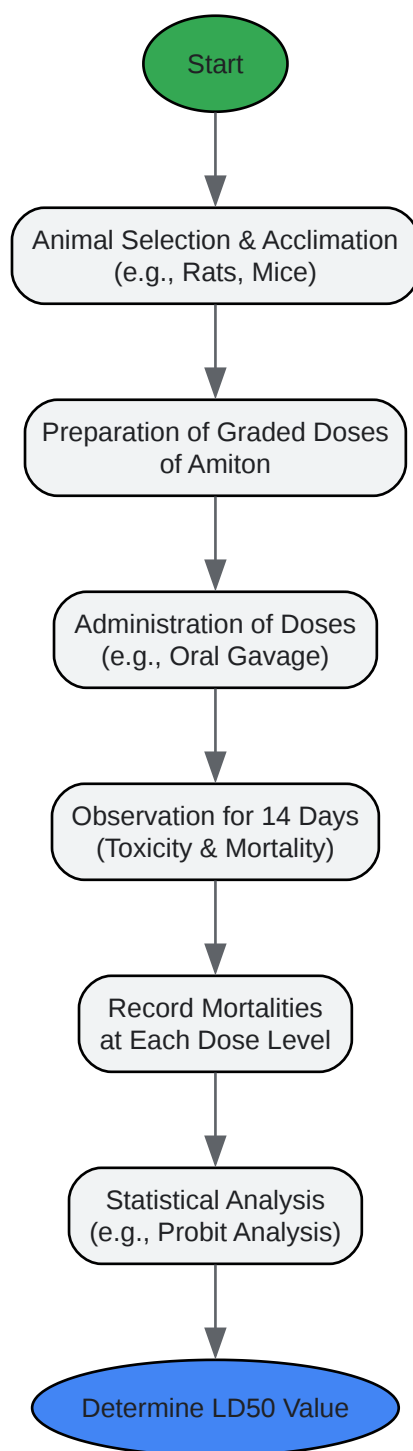 Start
Animal Selection & Acclimation
(e.g., Rats, Mice)
Preparation of Graded Doses
of Amiton
Administration of Doses
(e.g., Oral Gavage)
Observation for 14 Days
(Toxicity & Mortality)
Record Mortalities
at Each Dose Level
Statistical Analysis
(e.g., Probit Analysis)
Determine LD50 Value